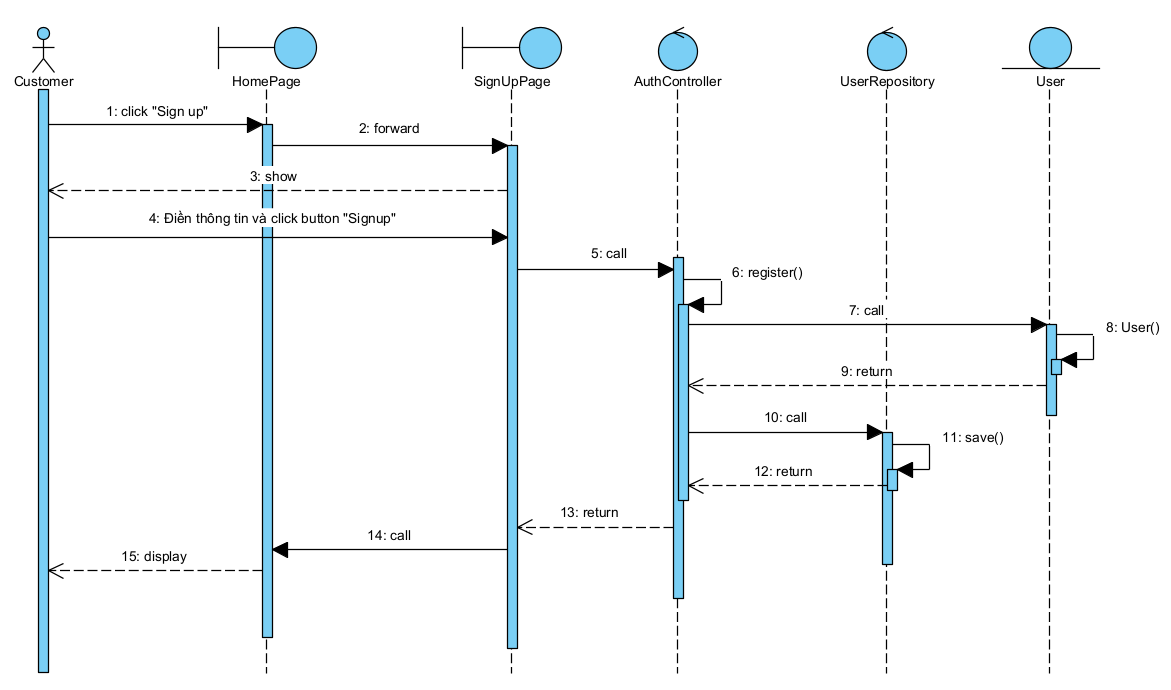 Customer
HomePage
SignUpPage
AuthController
UserRepository
User
1: click "Sign up"
2: forward
3: show
4: Điền thông tin và click button "Signup"
5: call
6: register()
7: call
8: User()
9: return
10: call
11: save()
12: return
13: return
14: call
15: display